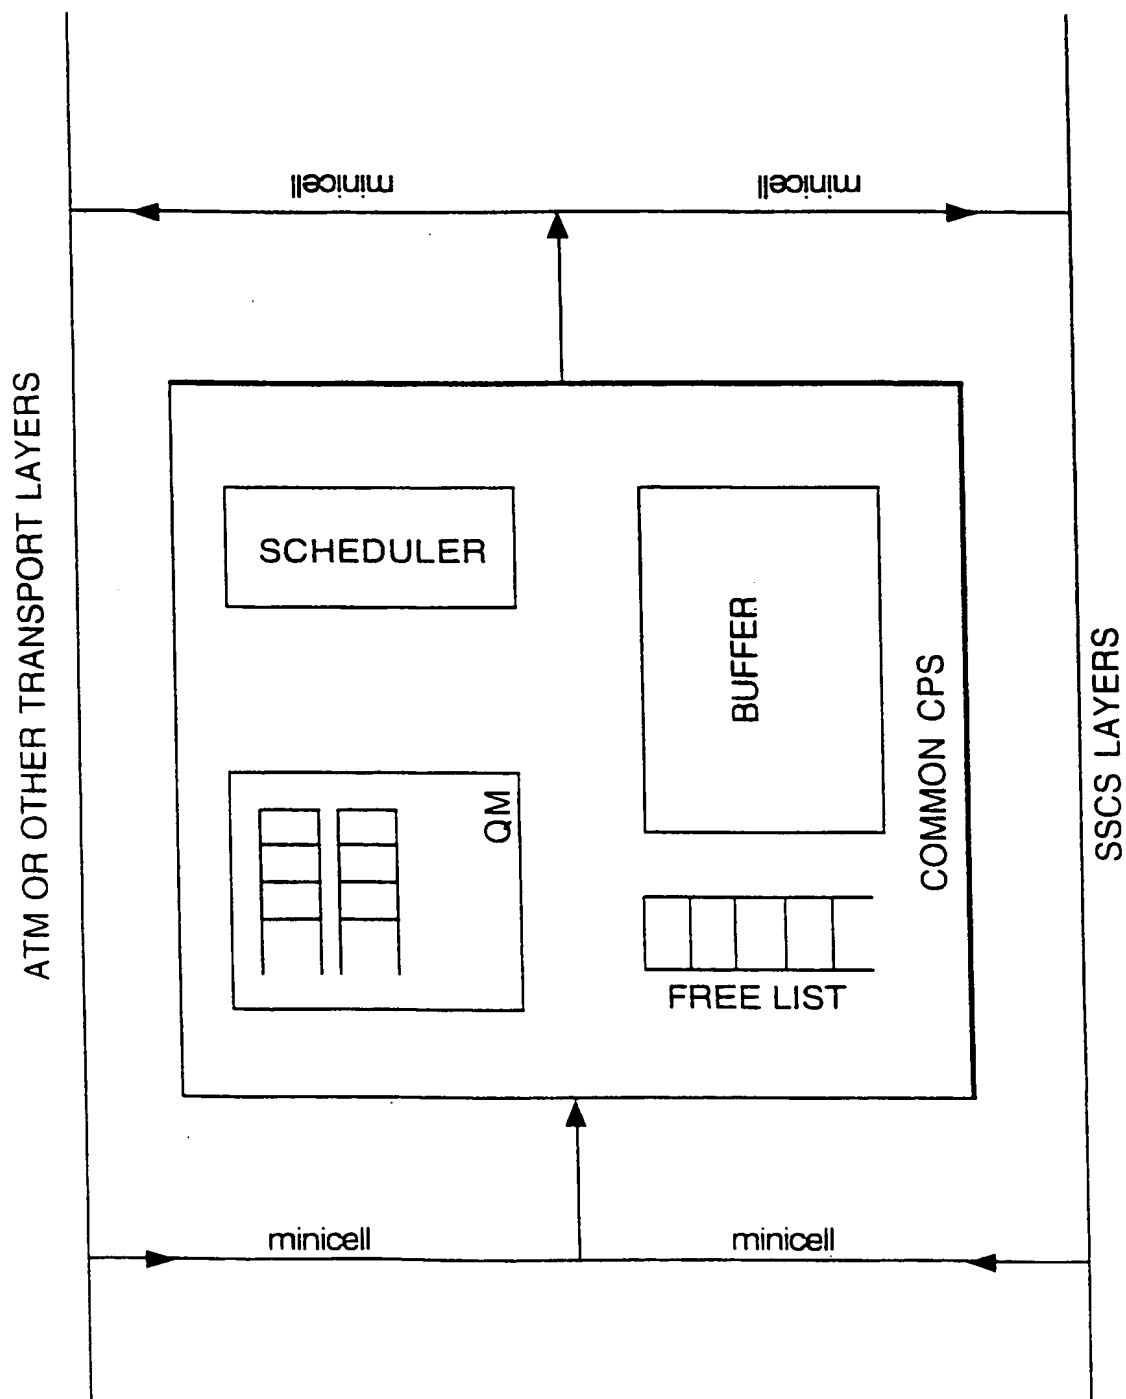 minicell
minicell
ATM OR OTHER TRANSPORT LAYERS
SCHEDULER
BUFFER
QM
COMMON CPS
SSCS LAYERS
FREE LIST
minicell
minicell